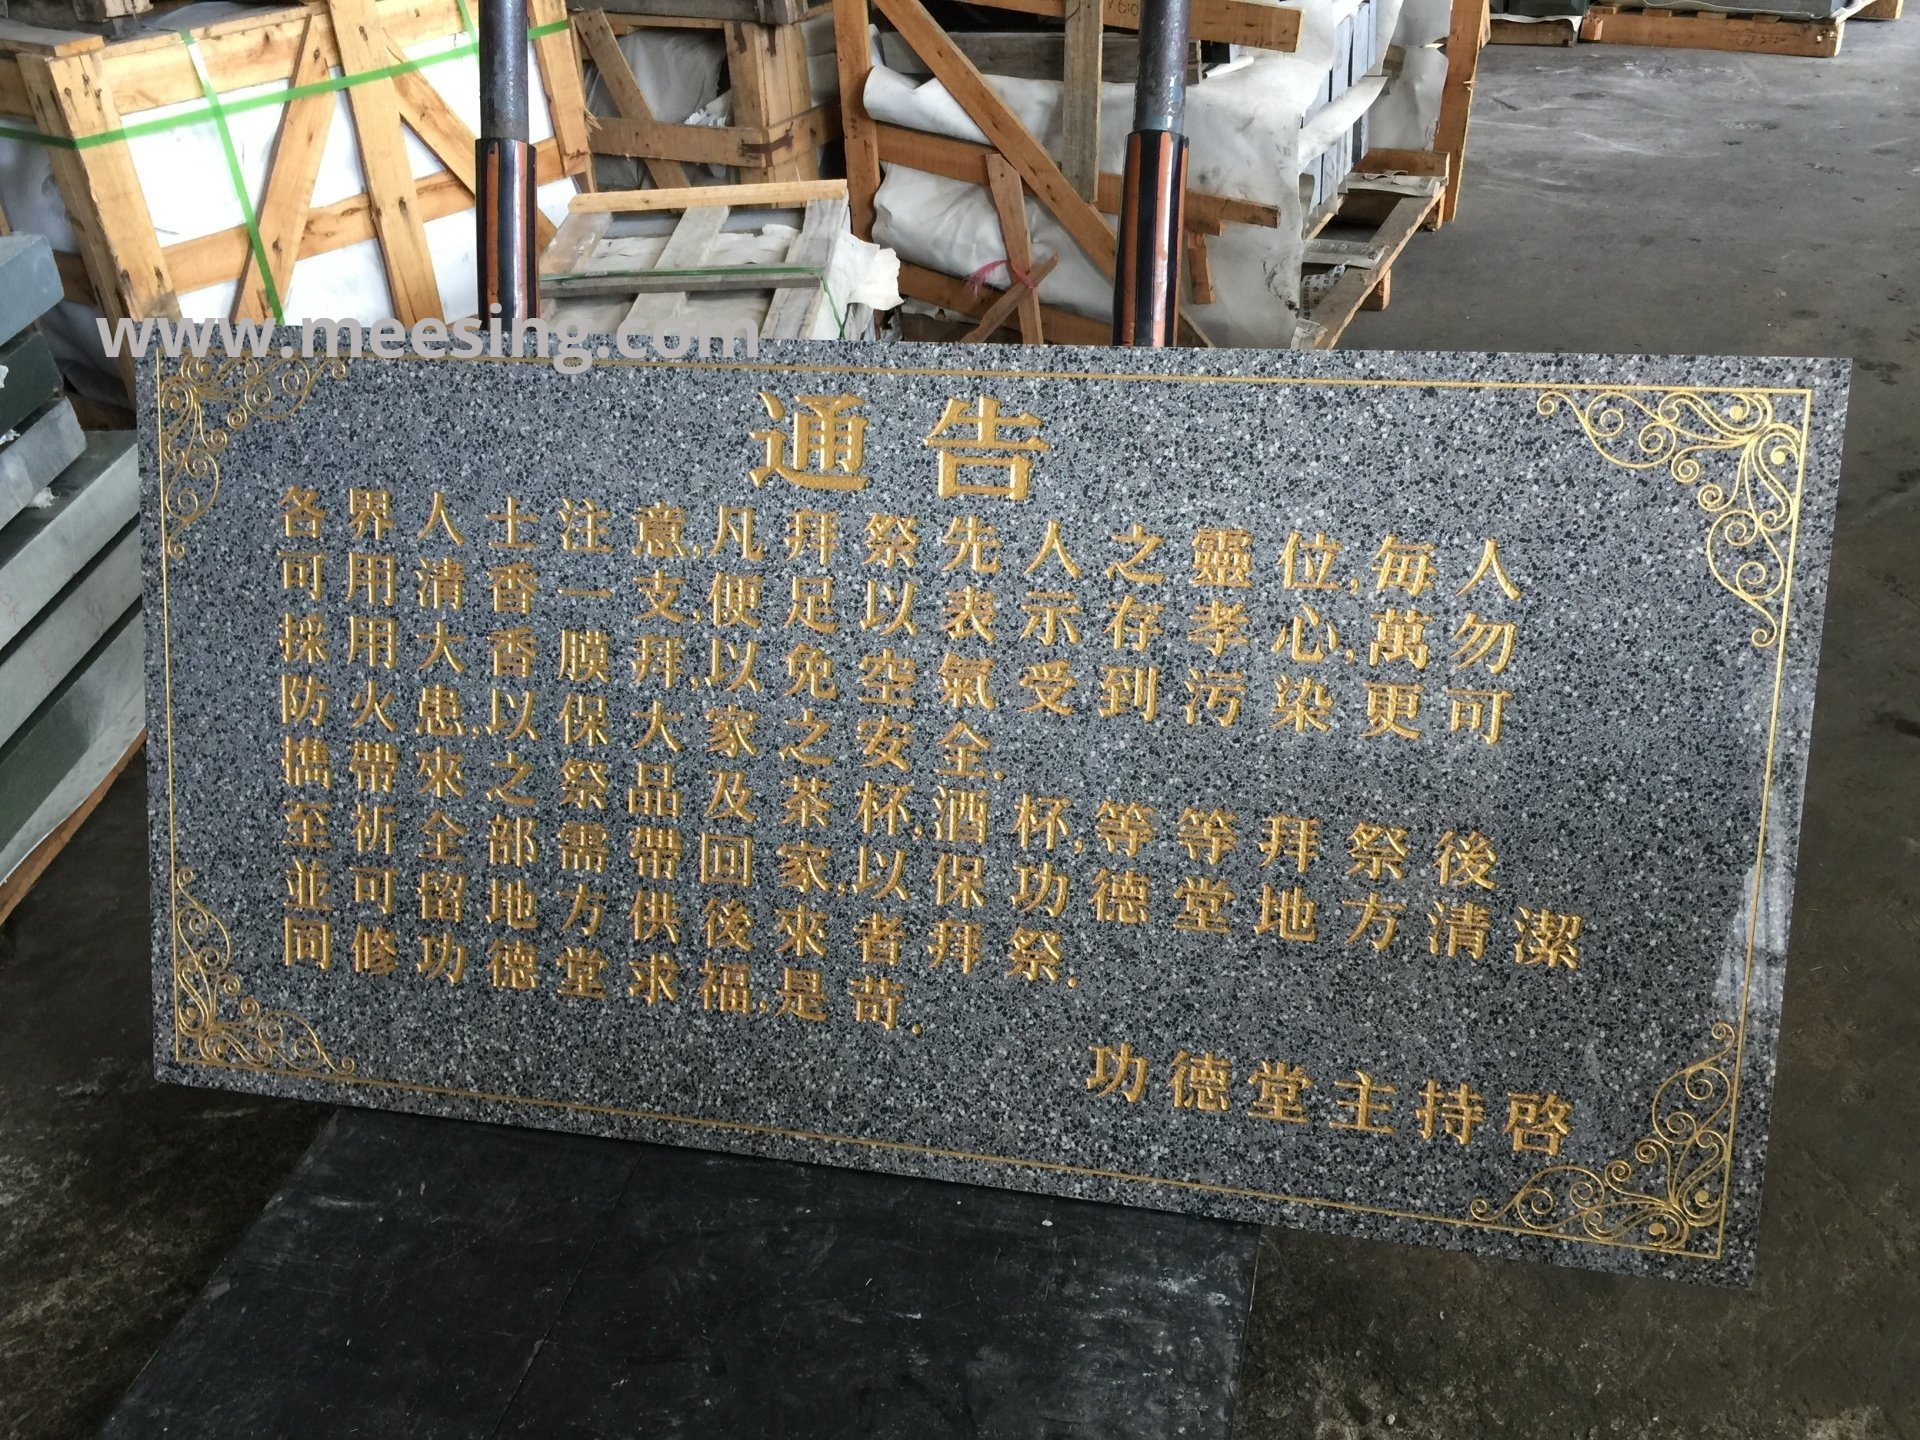 www.meesing.com
通告
各界人士注意,凡拜祭先人之靈位,每人
可用清香一支,便足以表示存孝心,萬勿
採用大香膜拜,以免空氣受到污染更可
防火患,以保大家之安全.
攜帶來之祭品及茶杯,酒杯,等等拜祭後
至祈全部需帶回家,以保功德堂地方清潔
並可留地方供後來者拜祭.
同修功德堂求福,是苛.
功德堂主持啓